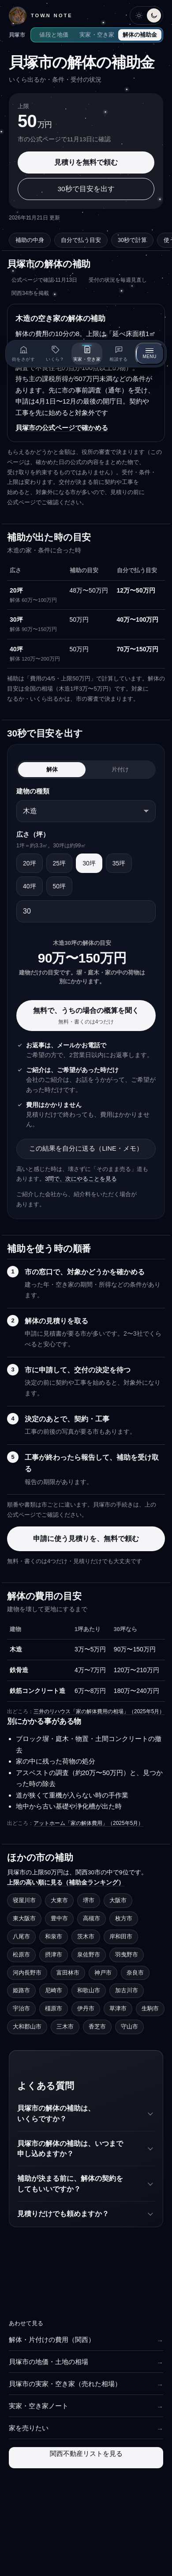 TOWN NOTE
貝塚市
値段と地価
実家・空き家
解体の補助金
貝塚市の解体の補助金
いくら出るか・条件・受付の状況
上限
50万円
市の公式ページで11月13日に確認
見積りを無料で頼む
30秒で目安を出す
2026年11月21日 更新
補助の中身
自分で払う目安
30秒で計算
貝塚市の解体の補助
公式ページで確認 11月13日
受付の状況は毎週見直し
関西34市を掲載
木造の空き家の解体の補助
解体の費用の10分の8、上限は「延べ床面積1㎡
街をさがす
いくら？
実家・空き家
相談する
MENU
持ち主の課税所得が507万円未満などの条件が
あります。先に市の事前調査（通年）を受け、
申請は4月1日〜12月の最後の開庁日。契約や
工事を先に始めると対象外です
貝塚市の公式ページで確かめる
もらえるかどうかと金額は、役所の審査で決まります（この
ページは、確かめた日の公式の内容をまとめたもので、
受け取りを約束するものではありません）。受付・条件・
上限は変わります。交付が決まる前に契約や工事を
始めると、対象外になる市が多いので、見積りの前に
公式ページでご確認ください。
補助が出た時の目安
木造の家・条件に合った時
広さ
補助の目安
自分で払う目安
20坪
解体 60万〜100万円
48万〜50万円
12万〜50万円
30坪
解体 90万〜150万円
50万円
40万〜100万円
40坪
解体 120万〜200万円
50万円
70万〜150万円
補助は「費用の4/5・上限50万円」で計算しています。解体の
目安は全国の相場（木造1坪3万〜5万円）です。対象に
なるか・いくら出るかは、市の審査で決まります。
30秒で目安を出す
解体
片付け
建物の種類
木造
広さ（坪）
1坪＝約3.3㎡、30坪は約99㎡
20坪
25坪
30坪
35坪
40坪
50坪
30
木造30坪の解体の目安
90万〜150万円
建物だけの目安です。塀・庭木・家の中の荷物は
別にかかります。
無料で、うちの場合の概算を聞く
無料・書くのは4つだけ
お返事は、メールかお電話で
ご希望の方で、2営業日以内にお返事します。
ご紹介は、ご希望があった時だけ
会社のご紹介は、お話をうかがって、ご希望が
あった時だけです。
費用はかかりません
見積りだけで終わっても、費用はかかりませ
ん。
この結果を自分に送る（LINE・メモ）
高いと感じた時は、壊さずに「そのまま売る」道も
あります。3問で、次にやることを見る
ご紹介した会社から、紹介料をいただく場合が
あります。
補助を使う時の順番
1
市の窓口で、対象かどうかを確かめる
建った年・空き家の期間・所得などの条件があり
ます。
2
解体の見積りを取る
申請に見積書が要る市が多いです。2〜3社でくら
べると安心です。
3
市に申請して、交付の決定を待つ
決定の前に契約や工事を始めると、対象外になり
ます。
4
決定のあとで、契約・工事
工事の前後の写真が要る市もあります。
5
工事が終わったら報告して、補助を受け取
る
報告の期限があります。
順番や書類は市ごとに違います。貝塚市の手続きは、上の
公式ページでご確認ください。
申請に使う見積りを、無料で頼む
無料・書くのは4つだけ・見積りだけでも大丈夫です
解体の費用の目安
建物を壊して更地にするまで
建物
1坪あたり
30坪なら
木造
3万〜5万円
90万〜150万円
鉄骨造
4万〜7万円
120万〜210万円
鉄筋コンクリート造
6万〜8万円
180万〜240万円
出どころ：三井のリハウス「家の解体費用の相場」（2025年5月）
別にかかる事がある物
ブロック塀・庭木・物置・土間コンクリートの撤
去
家の中に残った荷物の処分
アスベストの調査（約20万〜50万円）と、見つかっ
た時の除去
道が狭くて重機が入らない時の手作業
地中から古い基礎や浄化槽が出た時
出どころ：アットホーム「家の解体費用」（2025年5月）
ほかの市の補助
貝塚市の上限50万円は、関西30市の中で9位です。
上限の高い順に見る（補助金ランキング）
寝屋川市
大東市
堺市
大阪市
東大阪市
豊中市
高槻市
枚方市
八尾市
和泉市
茨木市
岸和田市
松原市
摂津市
泉佐野市
羽曳野市
河内長野市
富田林市
神戸市
奈良市
姫路市
尼崎市
和歌山市
加古川市
宇治市
橿原市
伊丹市
草津市
生駒市
大和郡山市
三木市
香芝市
守山市
よくある質問
貝塚市の解体の補助は、
いくらですか？
貝塚市の解体の補助は、いつまで
申し込めますか？
補助が決まる前に、解体の契約を
してもいいですか？
見積りだけでも頼めますか？
あわせて見る
解体・片付けの費用（関西）
→
貝塚市の地価・土地の相場
→
貝塚市の実家・空き家（売れた相場）
→
実家・空き家ノート
→
家を売りたい
→
関西不動産リストを見る